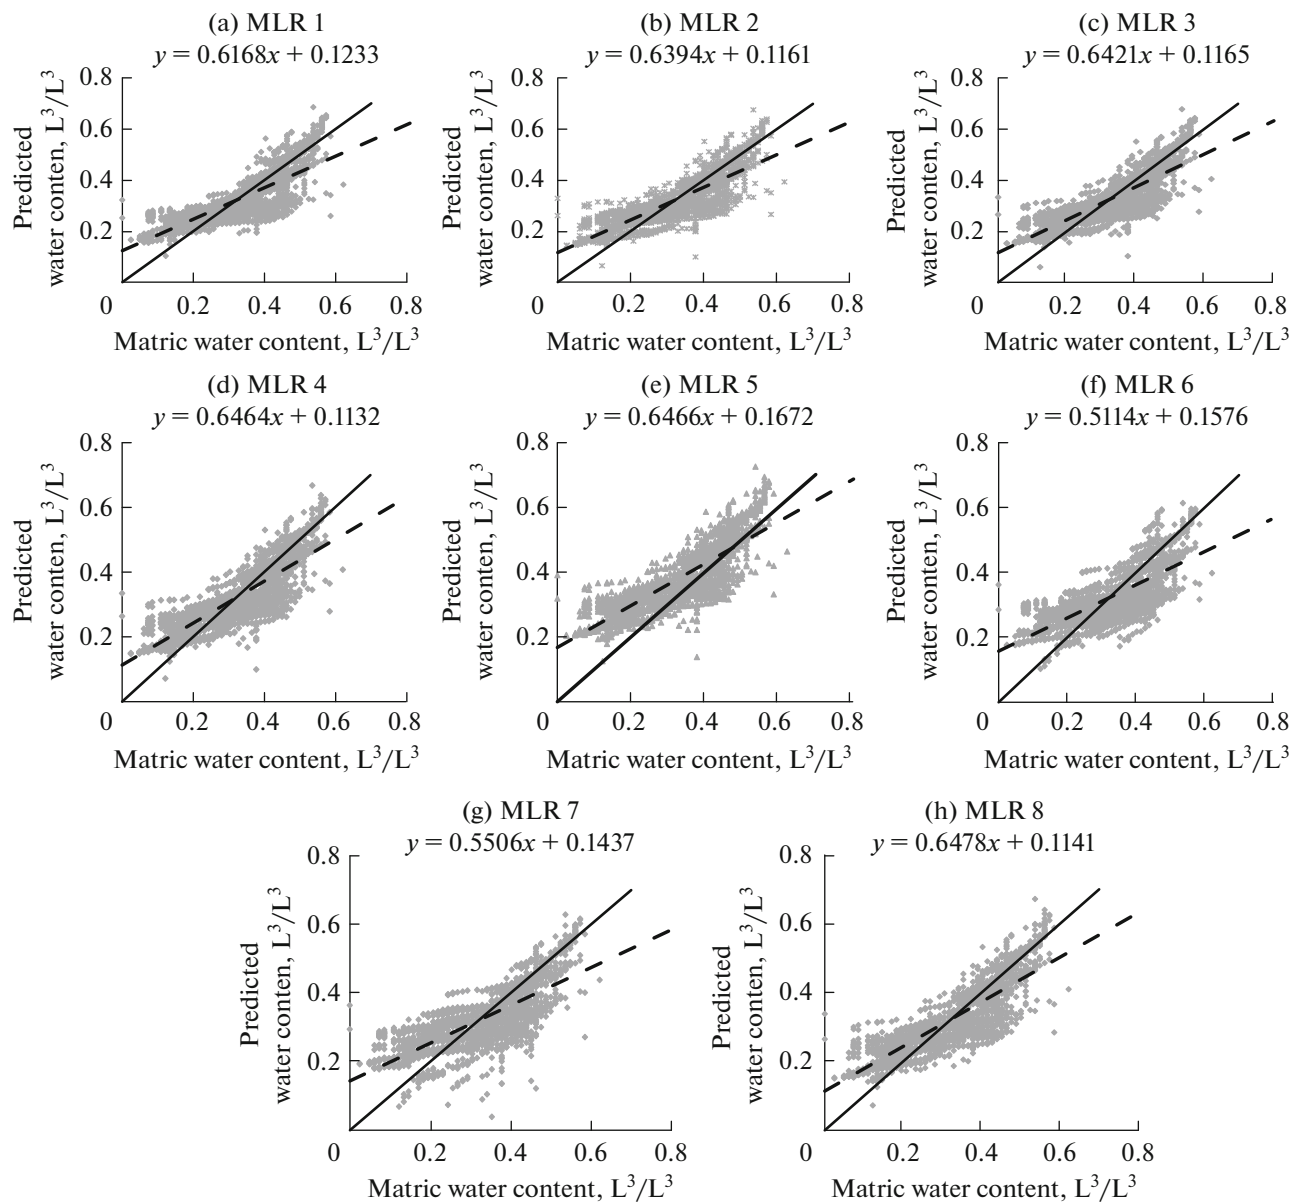 (a) MLR 1
y = 0.6168x + 0.1233
0.8
0.6
0.4
0.2
0
0.2 0.4 0.6 0.8
Predicted
water conten, L³/L³
Matric water content, L³/L³
(b) MLR 2
y = 0.6394x + 0.1161
0.8
0.6
0.4
0.2
0
0.2 0.4 0.6 0.8
Predicted
water conten, L³/L³
Matric water content, L³/L³
(c) MLR 3
y = 0.6421x + 0.1165
0.8
0.6
0.4
0.2
0
0.2 0.4 0.6 0.8
Predicted
water conten, L³/L³
Matric water content, L³/L³
(d) MLR 4
y = 0.6464x + 0.1132
0.8
0.6
0.4
0.2
0
0.2 0.4 0.6 0.8
Predicted
water conten, L³/L³
Matric water content, L³/L³
(e) MLR 5
y = 0.6466x + 0.1672
0.8
0.6
0.4
0.2
0
0.2 0.4 0.6 0.8
Predicted
water conten, L³/L³
Matric water content, L³/L³
(f) MLR 6
y = 0.5114x + 0.1576
0.8
0.6
0.4
0.2
0
0.2 0.4 0.6 0.8
Predicted
water conten, L³/L³
Matric water content, L³/L³
(g) MLR 7
y = 0.5506x + 0.1437
0.8
0.6
0.4
0.2
0
0.2 0.4 0.6 0.8
Predicted
water conten, L³/L³
Matric water content, L³/L³
(h) MLR 8
y = 0.6478x + 0.1141
0.8
0.6
0.4
0.2
0
0.2 0.4 0.6 0.8
Predicted
water conten, L³/L³
Matric water content, L³/L³